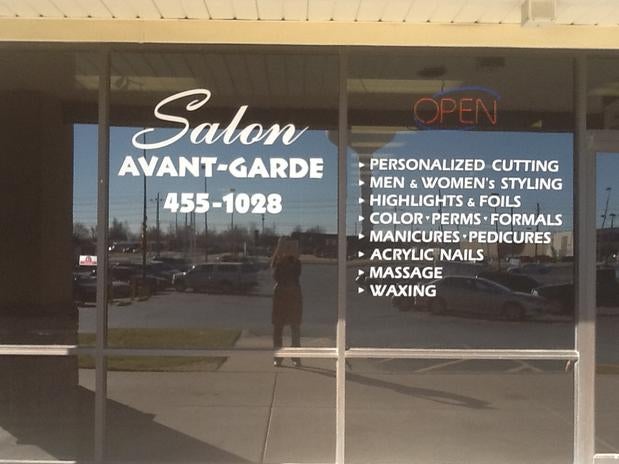 Salon
AVANT-GARDE
455-1028
OPEN
PERSONALIZED CUTTING
MEN & WOMEN's STYLING
HIGHLIGHTS & FOILS
COLOR • PERMS • FORMALS
MANICURES • PEDICURES
ACRYLIC NAILS
MASSAGE
WAXING